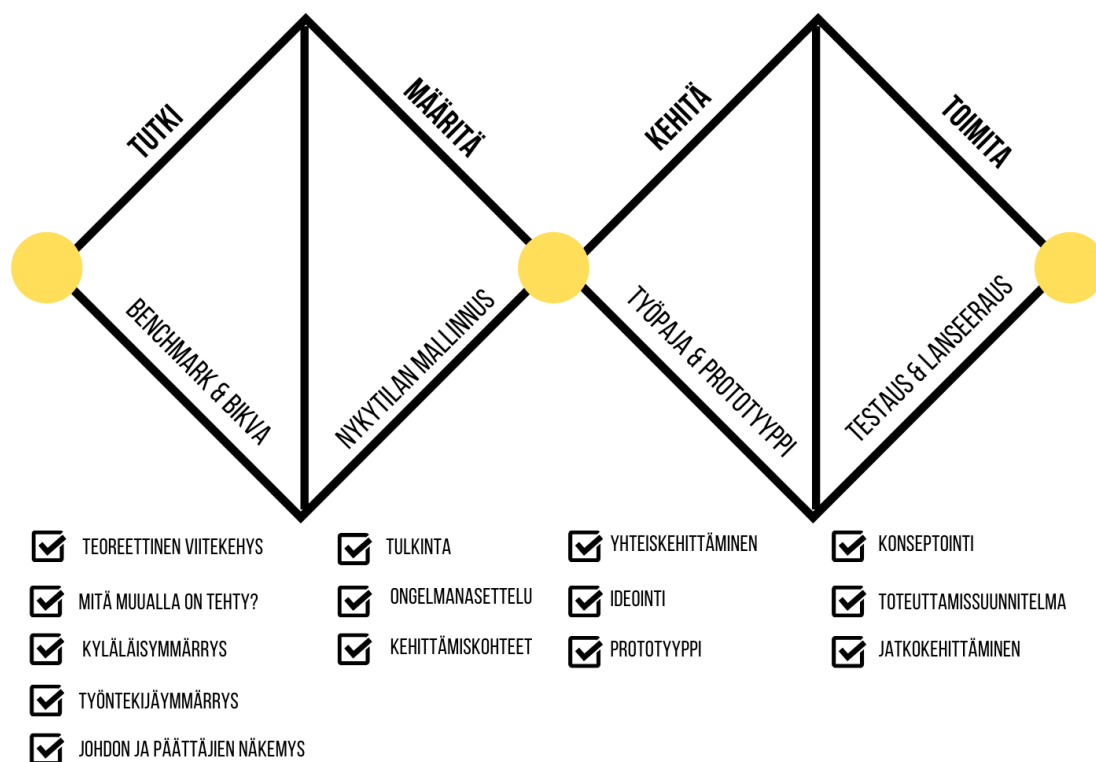 TUTKI
MÄÄRITÄ
KEHITÄ
TOIMITA
BENCHMARK & BIKVA
NYKYTILAN MALLINNUS
TYÖPAJA & PROTOTYYPPI
TESTAUS & LANSEERAUS
TEOREETTINEN VIITEKEHYS
MITÄ MUUALLA ON TEHTY?
KYLÄLÄISYMMÄRRYS
TYÖNTEKIJÄYMMÄRRYS
JOHDON JA PÄÄTTÄJIEN NÄKEMYS
TULKINTA
ONGELMANASETTELU
KEHITTÄMISKOHTEET
YHTEISKEHITTÄMINEN
IDEOINTI
PROTOTYYPPI
KONSEPTOINTI
TOTEUTTAMISSUUNNITELMA
JATKOKEHITTÄMINEN